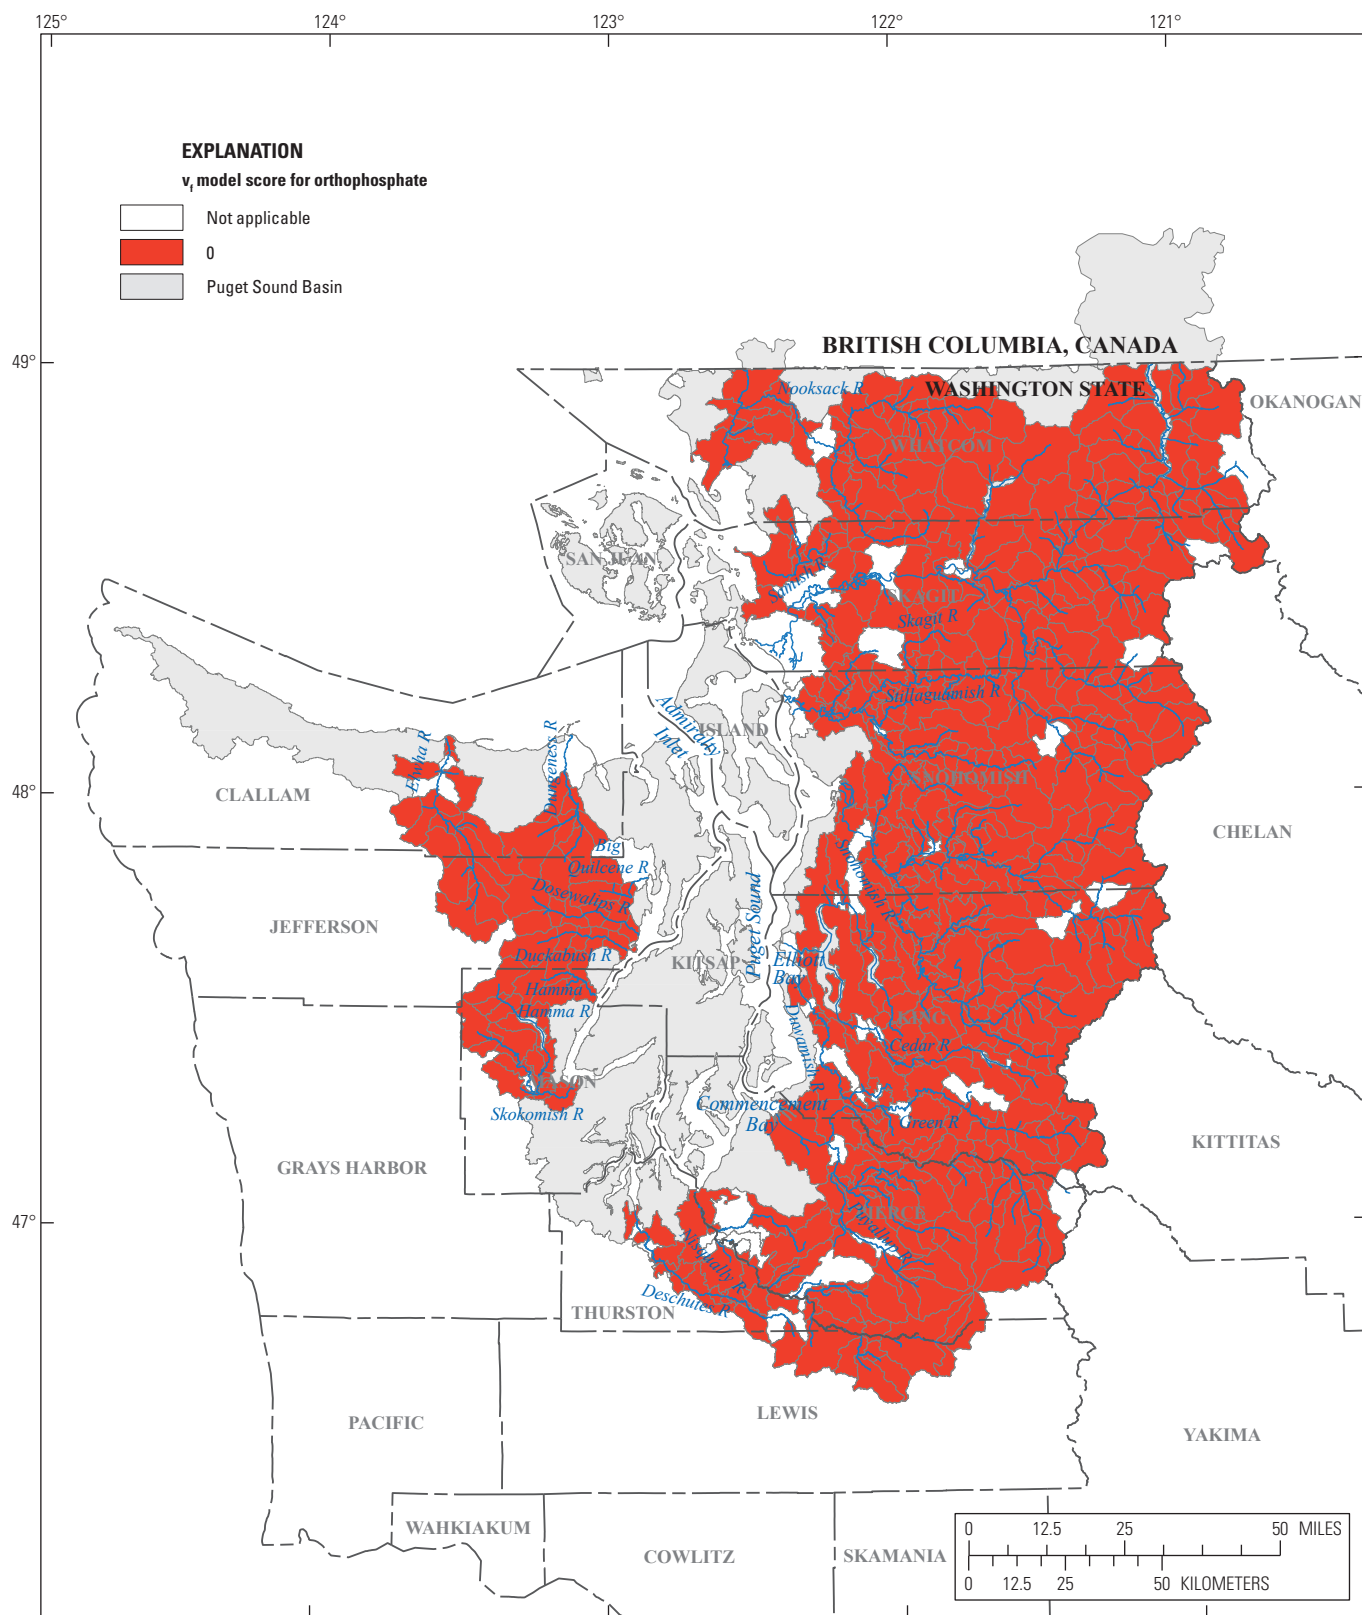 125°
124°
123°
122°
121°
EXPLANATION
vf model score for orthophosphate
Not applicable
0
Puget Sound Basin
49°
BRITISH COLUMBIA, CANADA
WASHINGTON STATE
Nooksack R
OKANOGAN
WHATCOM
SAN JUAN
Samish R
SKAGIT
Skagit R
Stillaguamish R
Admiralty
Inlet
ISLAND
Elwha R
Dungeness R
SNOHOMISH
48°
CLALLAM
CHELAN
Big
Quilcene R
Snohomish R
Dosewalips R
JEFFERSON
Puget Sound
Duckabush R
KITSAP
Elliott
Bay
Hamma
Hamma R
KING
Duwamish R
Cedar R
MASON
Skokomish R
Commencement
Bay
Green R
KITTITAS
GRAYS HARBOR
47°
PIERCE
Puyallup R
Nisqually R
Deschutes R
THURSTON
LEWIS
PACIFIC
YAKIMA
WAHKIAKUM
COWLITZ
SKAMANIA
0 12.5 25 50 MILES
0 12.5 25 50 KILOMETERS